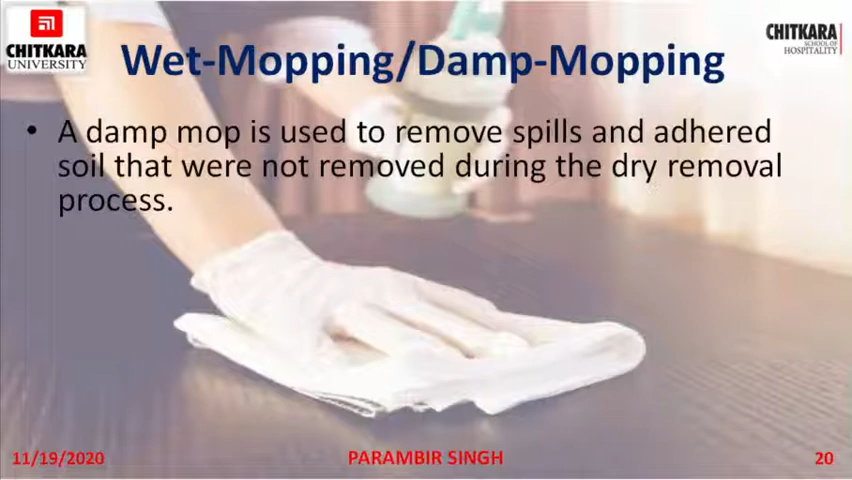 CHITKARA
UNIVERSITY
CHITKARA
SCHOOL OF
HOSPITALITY
Wet-Mopping/Damp-Mopping
• A damp mop is used to remove spills and adhered
soil that were not removed during the dry removal
process.
11/19/2020
PARAMBIR SINGH
20